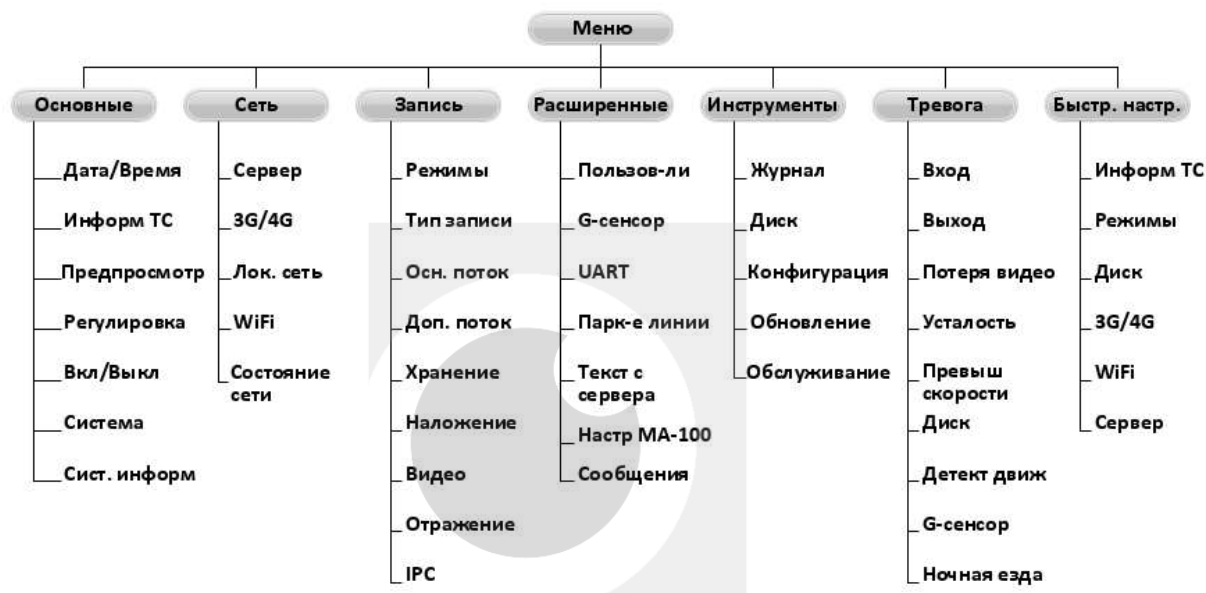 Меню
Основные
Дата/Время
Информ ТС
Предпросмотр
Регулировка
Вкл/Выкл
Система
Сист. информ
Сеть
Сервер
3G/4G
Лок. сеть
WiFi
Состояние
сети
Запись
Режимы
Тип записи
Осн. поток
Доп. поток
Хранение
Наложение
Видео
Отражение
IPC
Расширенные
Пользов-ли
G-сенсор
UART
Парк-е линии
Текст с
сервера
Настр МА-100
Сообщения
Инструменты
Журнал
Диск
Конфигурация
Обновление
Обслуживание
Тревога
Вход
Выход
Потеря видео
Усталость
Превыш
скорости
Диск
Детект движ
G-сенсор
Ночная езда
Быстр. настр.
Информ ТС
Режимы
Диск
3G/4G
WiFi
Сервер